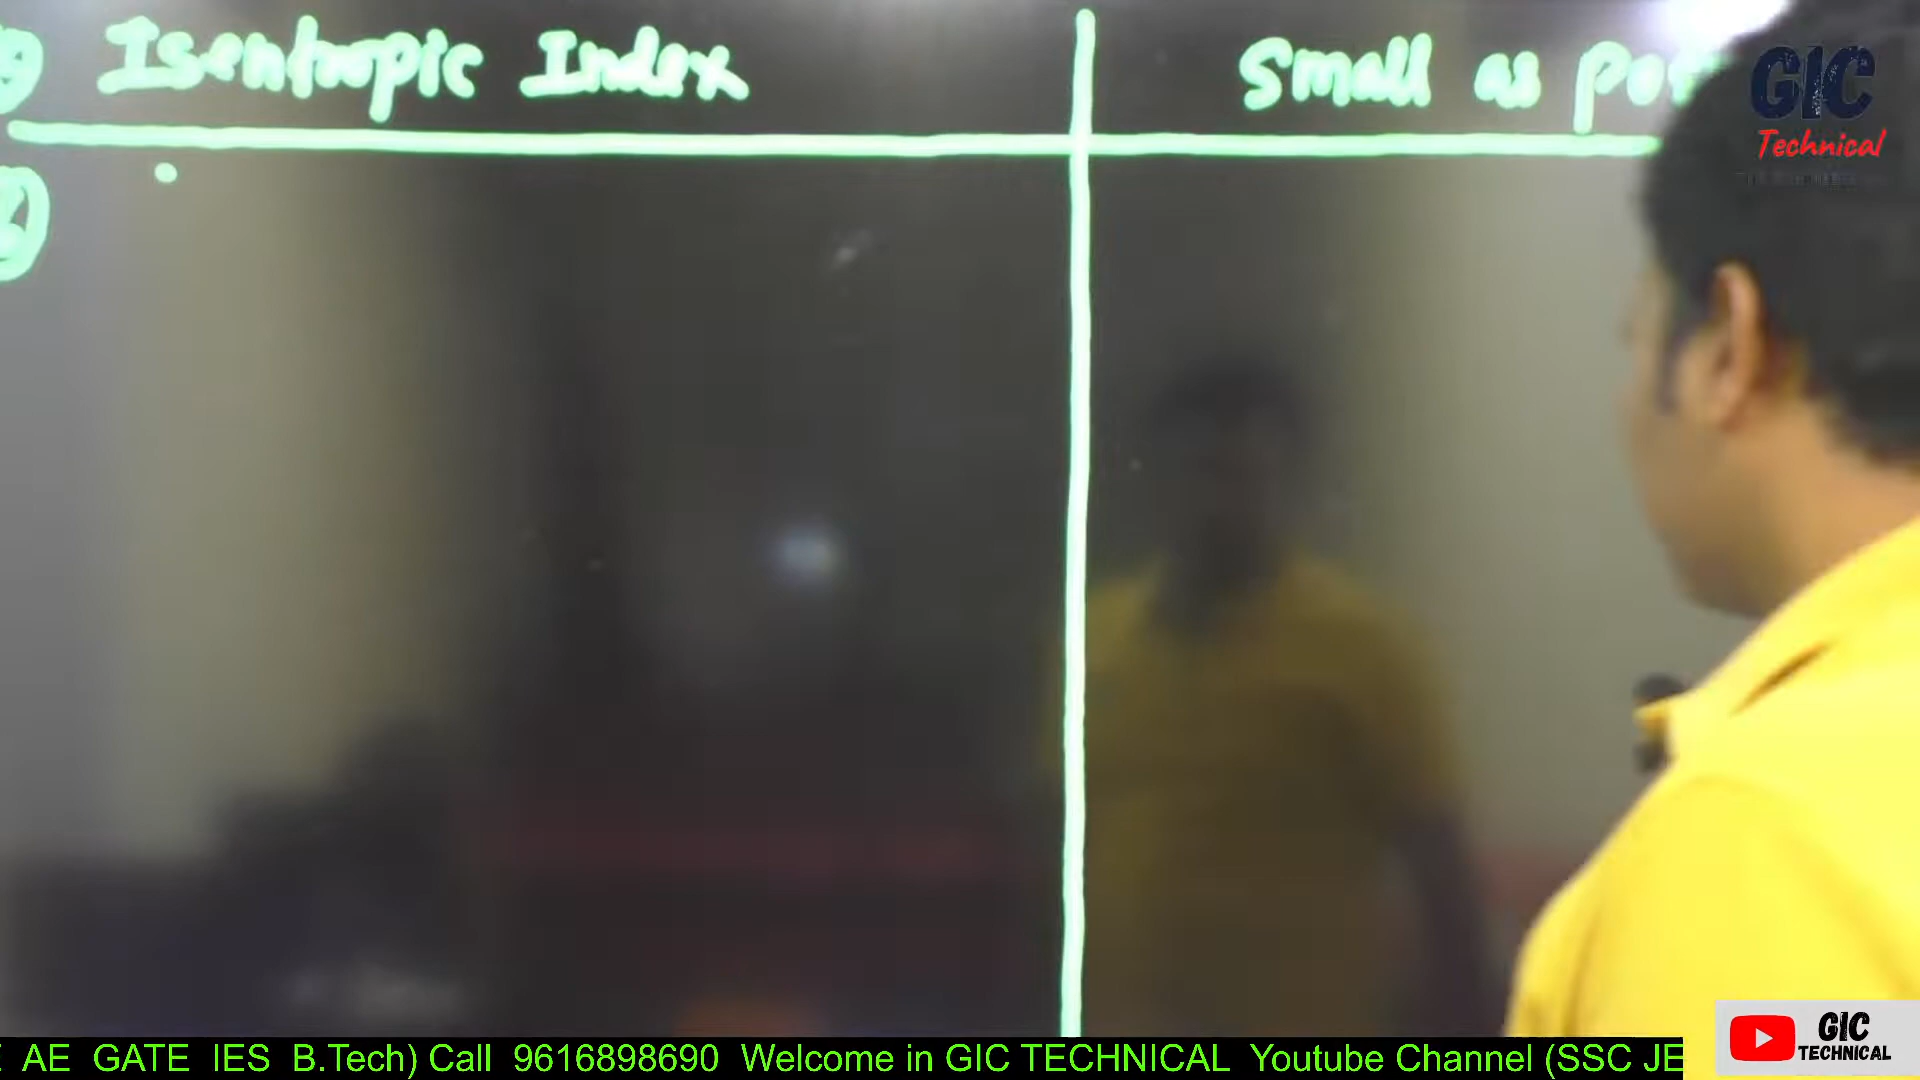 Isentropic Index
Small as
GIC
Technical
AE GATE IES B.Tech) Call 9616898690 Welcome in GIC TECHNICAL Youtube Channel (SSC JE
GIC
TECHNICAL